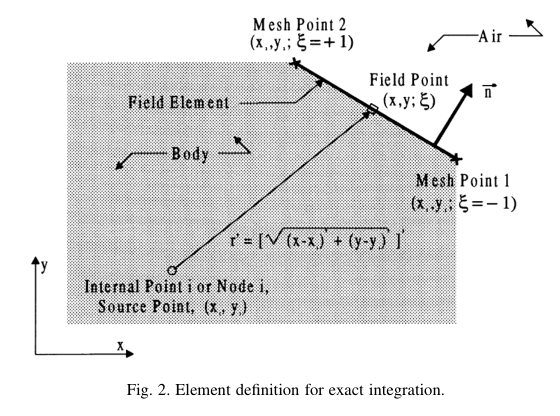 Mesh Point 2
(x,,y,; ξ=+1)
Air
Field Point
(x,y; ξ)
n
Field Element
Body
Mesh Point 1
(x,,y,; ξ=−1)
r' = [√(x-x,)' + (y-y,)' ]'
Internal Point i or Node i,
Source Point, (x,, y,)
y
x
Fig. 2. Element definition for exact integration.